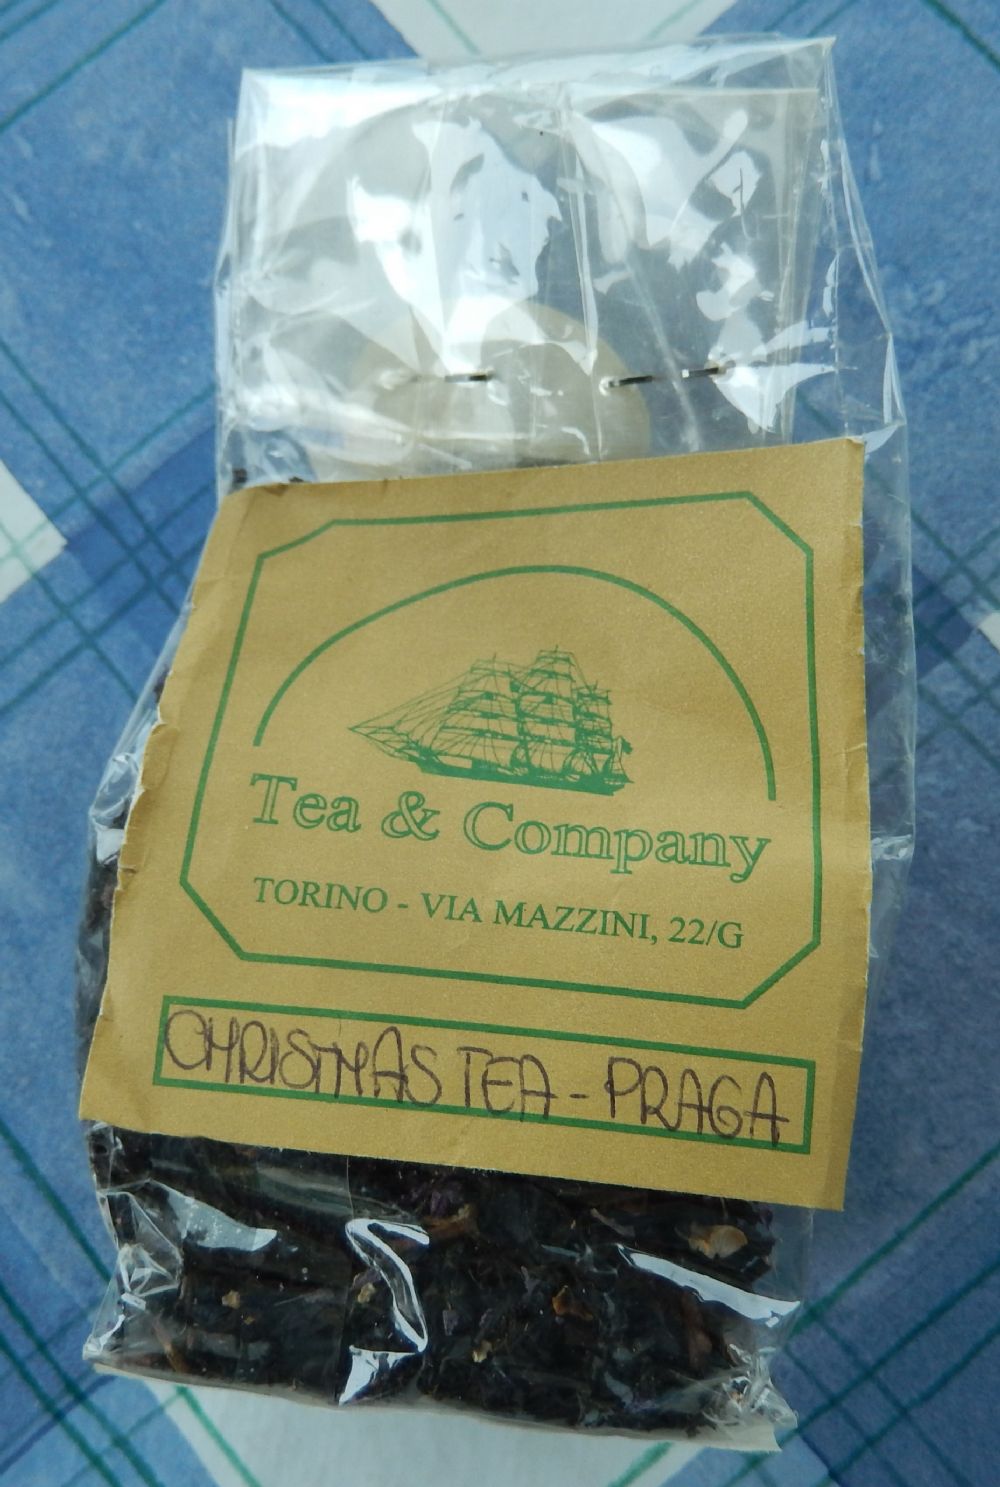 Tea & Company
TORINO - VIA MAZZINI, 22/G
CHRISTMAS TEA - PRAGA